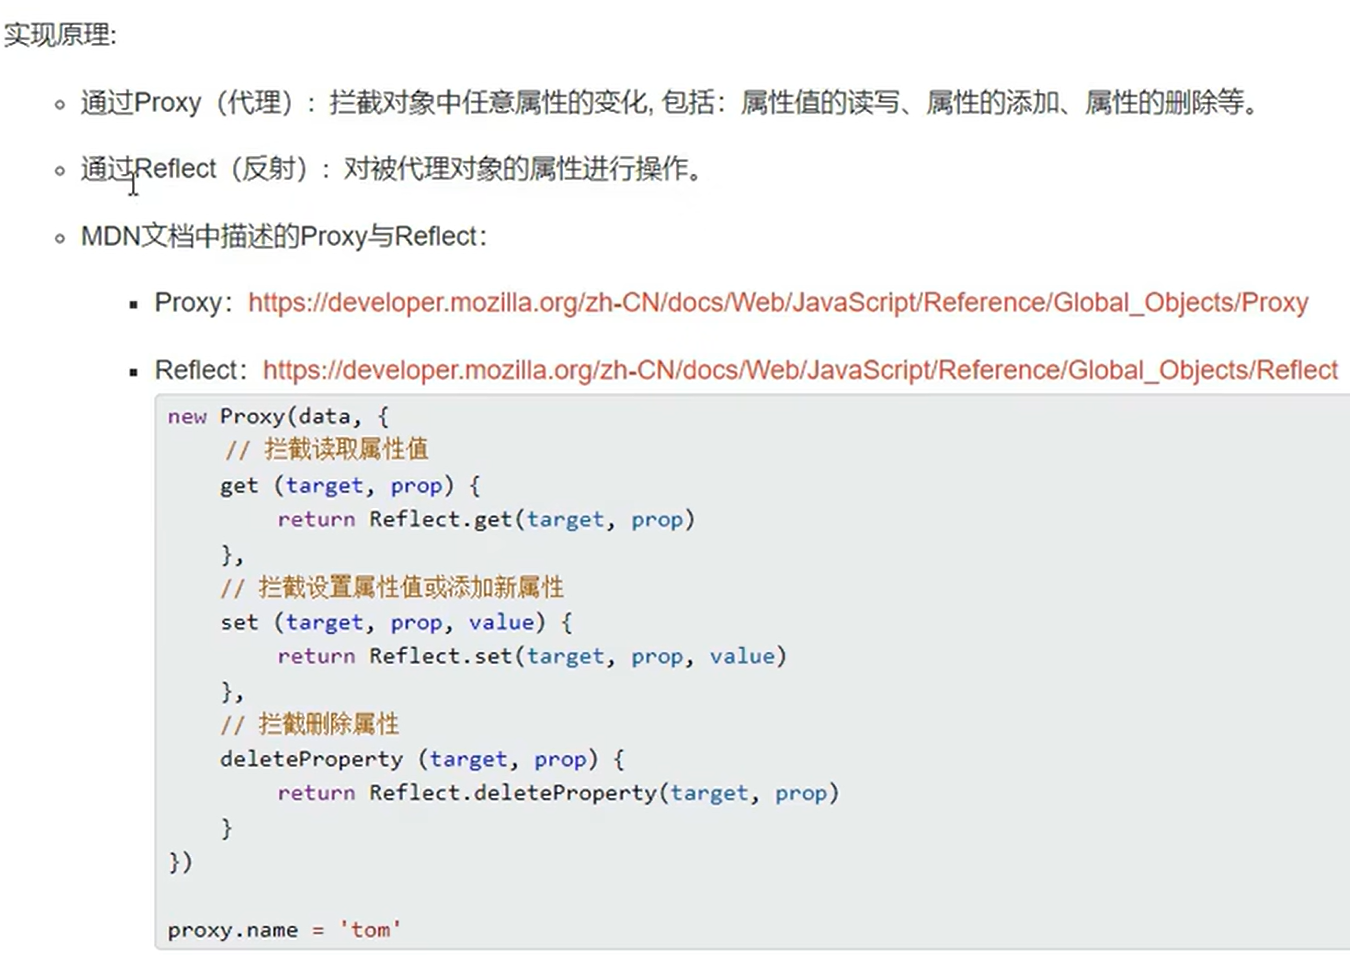 实现原理:
通过Proxy（代理）: 拦截对象中任意属性的变化, 包括：属性值的读写、属性的添加、属性的删除等。
通过Reflect（反射）: 对被代理对象的属性进行操作。
MDN文档中描述的Proxy与Reflect：
Proxy：https://developer.mozilla.org/zh-CN/docs/Web/JavaScript/Reference/Global_Objects/Proxy
Reflect：https://developer.mozilla.org/zh-CN/docs/Web/JavaScript/Reference/Global_Objects/Reflect
new Proxy(data, {
// 拦截读取属性值
get (target, prop) {
return Reflect.get(target, prop)
},
// 拦截设置属性值或添加新属性
set (target, prop, value) {
return Reflect.set(target, prop, value)
},
// 拦截删除属性
deleteProperty (target, prop) {
return Reflect.deleteProperty(target, prop)
}
})
proxy.name = 'tom'